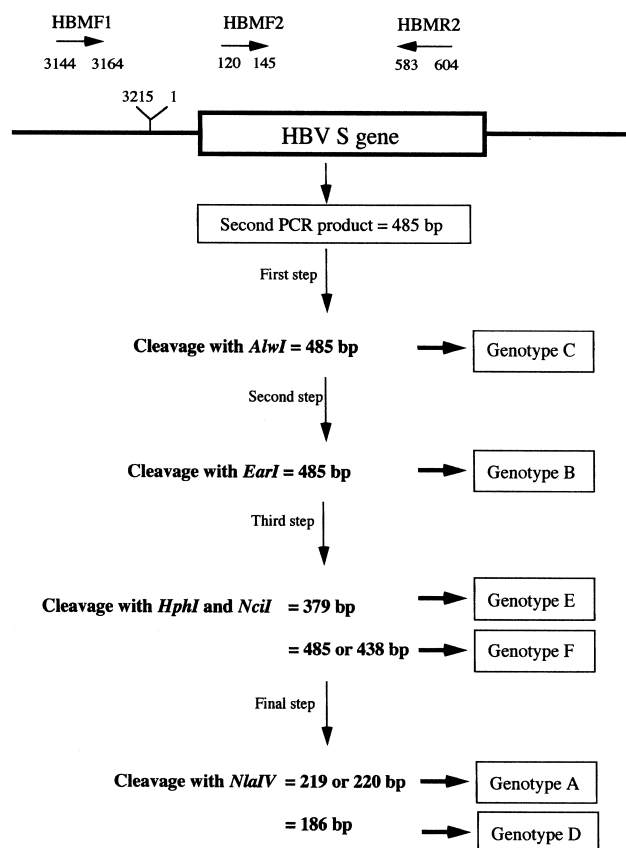 HBMF1 HBMF2 HBMR2
3144 3164 120 145 583 604
3215 1
HBV S gene
Second PCR product = 485 bp
First step
Cleavage with AlwI = 485 bp Genotype C
Second step
Cleavage with EarI = 485 bp Genotype B
Third step
Cleavage with HphI and NciI = 379 bp Genotype E
= 485 or 438 bp Genotype F
Final step
Cleavage with NlaIV = 219 or 220 bp Genotype A
= 186 bp Genotype D